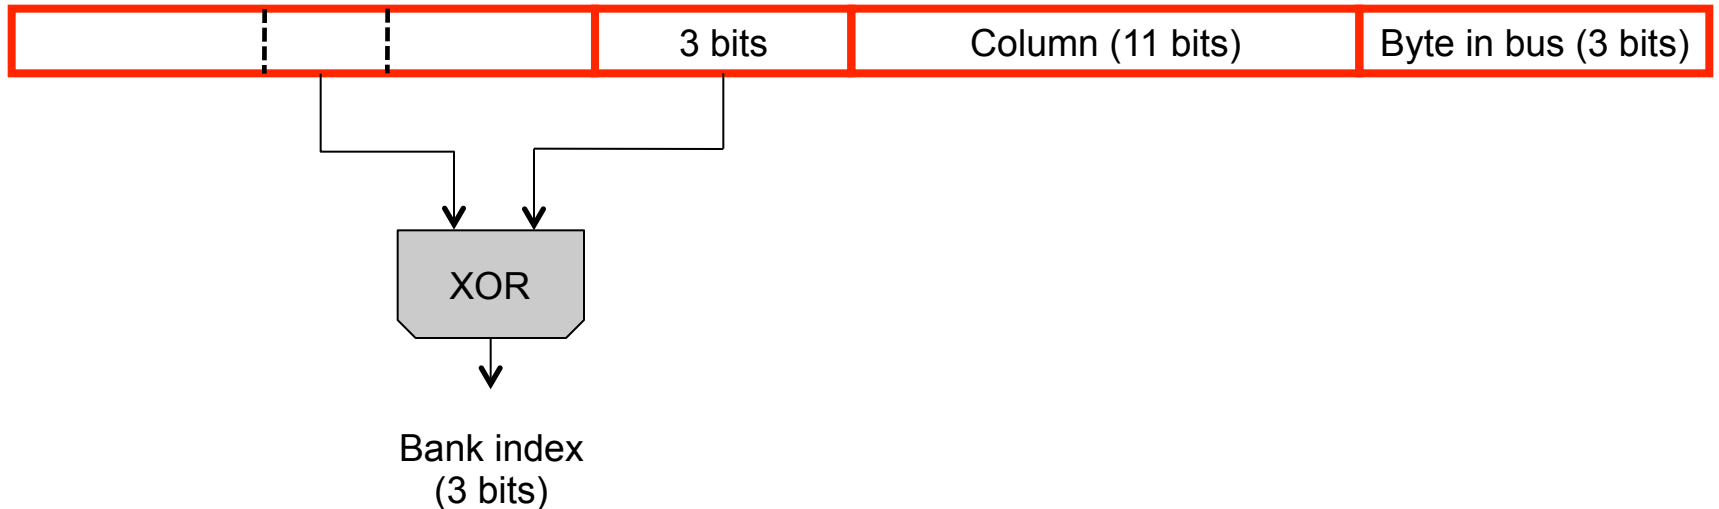 3 bits
Column (11 bits)
Byte in bus (3 bits)
XOR
Bank index
(3 bits)